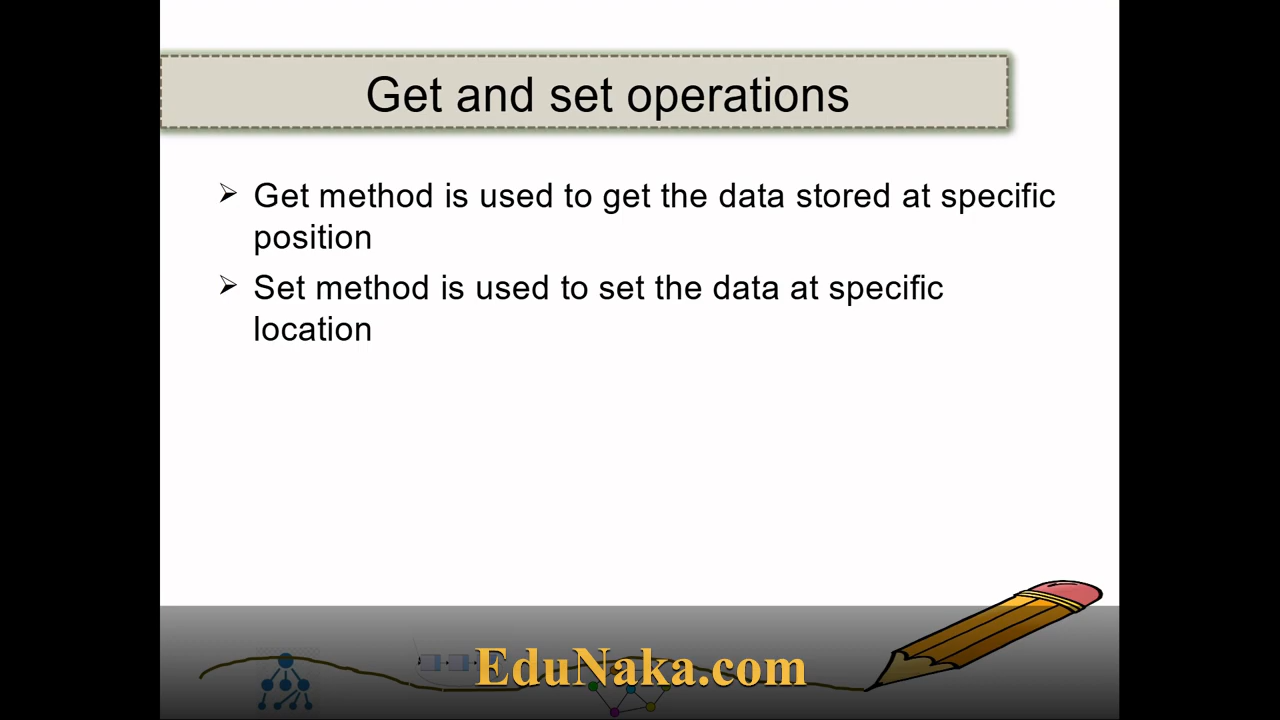 Get and set operations
Get method is used to get the data stored at specific
position
Set method is used to set the data at specific
location
EduNaka.com